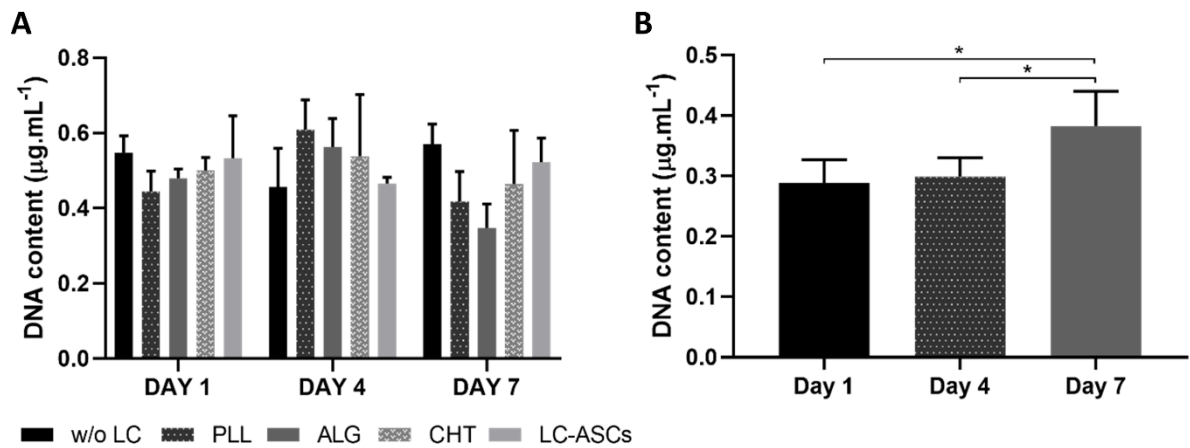 A
DNA content (µg.mL⁻¹)
0.8
0.6
0.4
0.2
0.0
DAY 1 DAY 4 DAY 7
w/o LC PLL ALG CHT LC-ASCs
B
DNA content (µg.mL⁻¹)
0.5
0.4
0.3
0.2
0.1
0.0
*
*
Day 1 Day 4 Day 7